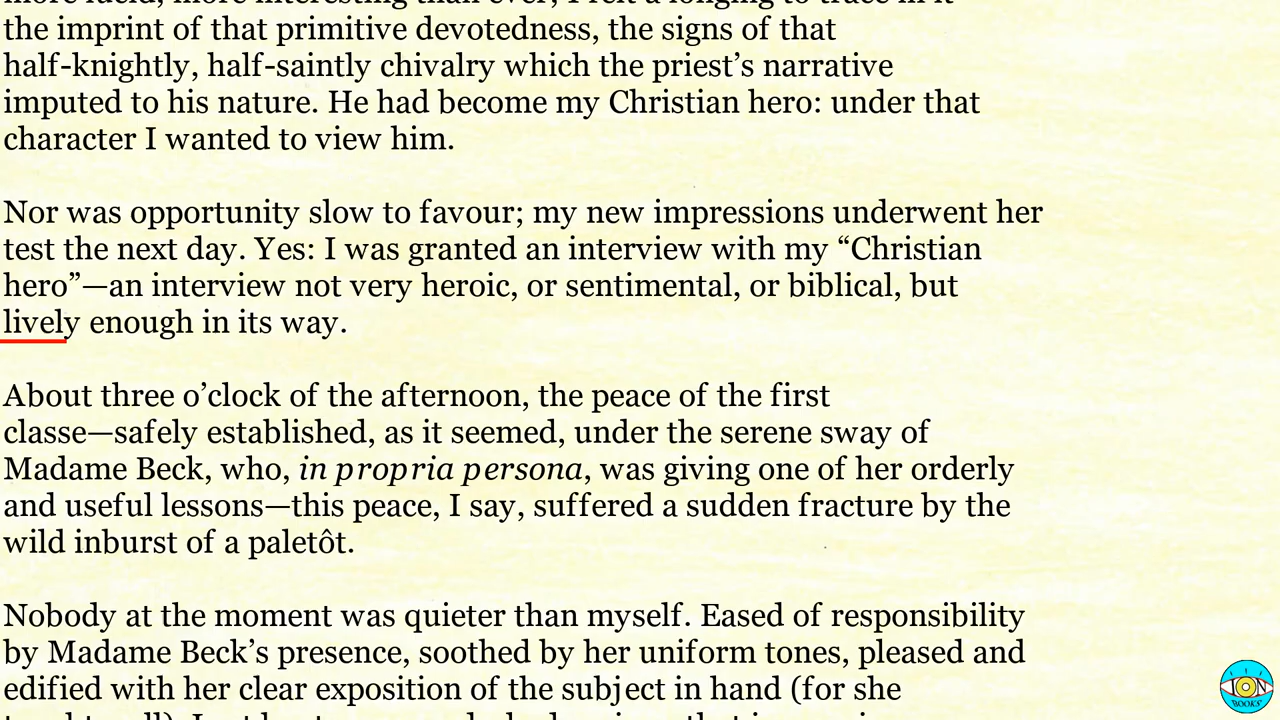 the imprint of that primitive devotedness, the signs of that
half-knightly, half-saintly chivalry which the priest’s narrative
imputed to his nature. He had become my Christian hero: under that
character I wanted to view him.
Nor was opportunity slow to favour; my new impressions underwent her
test the next day. Yes: I was granted an interview with my “Christian
hero”—an interview not very heroic, or sentimental, or biblical, but
lively enough in its way.
About three o’clock of the afternoon, the peace of the first
classe—safely established, as it seemed, under the serene sway of
Madame Beck, who, in propria persona, was giving one of her orderly
and useful lessons—this peace, I say, suffered a sudden fracture by the
wild inburst of a paletôt.
Nobody at the moment was quieter than myself. Eased of responsibility
by Madame Beck’s presence, soothed by her uniform tones, pleased and
edified with her clear exposition of the subject in hand (for she
ION
BOOKS